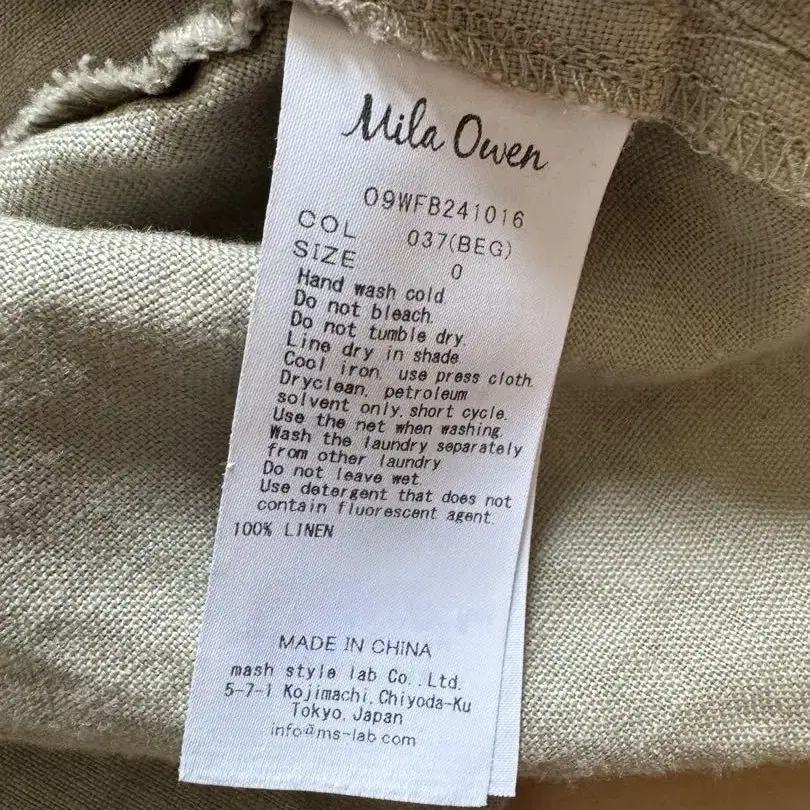 Mila Owen
09WFB241016
COL 037(BEG)
SIZE 0
Hand wash cold
Do not bleach.
Do not tumble dry.
Line dry in shade.
Cool iron. use press cloth.
Dryclean. petroleum
solvent only. short cycle.
Use the net when washing.
Wash the laundry separately
from other laundry
Do not leave wet.
Use detergent that does not
contain fluorescent agent.
100% LINEN
MADE IN CHINA
mash style lab Co., Ltd.
5-7-1 Kojimachi, Chiyoda-Ku
Tokyo, Japan
info@ms-lab.com